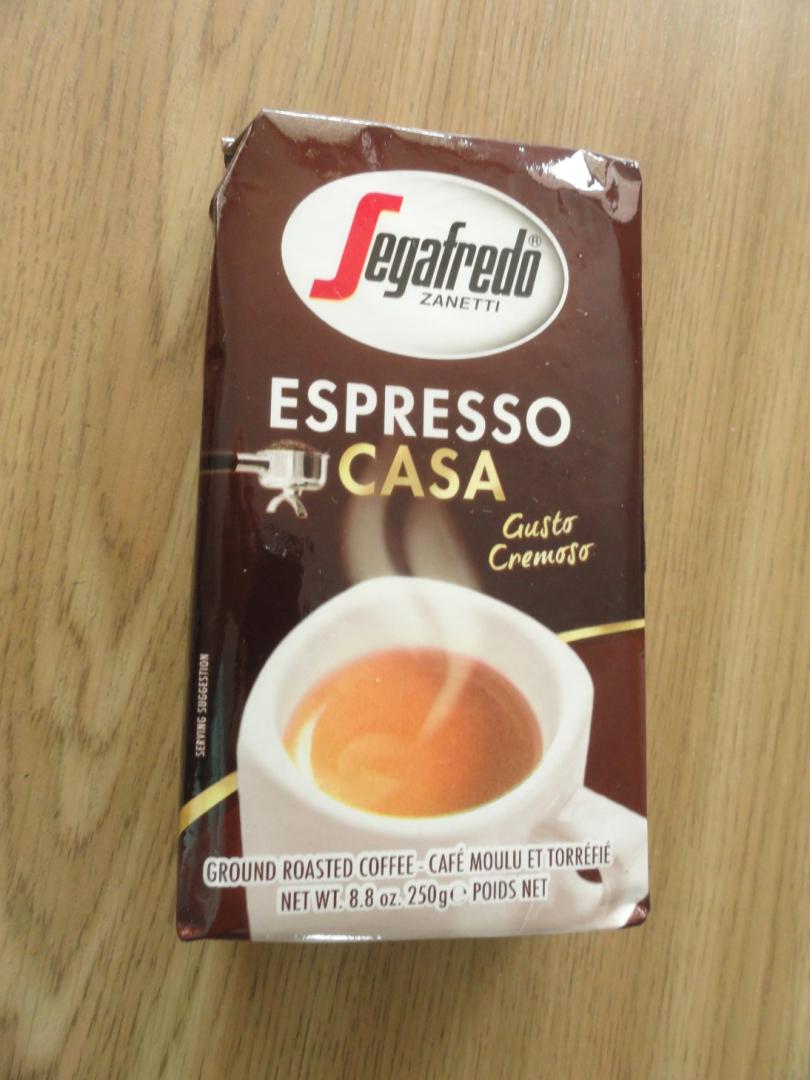 Segafredo®
ZANETTI
ESPRESSO
CASA
Gusto
Cremoso
SERVING SUGGESTION
GROUND ROASTED COFFEE - CAFÉ MOULU ET TORRÉFIÉ
NET WT. 8.8 oz. 250g℮ POIDS NET